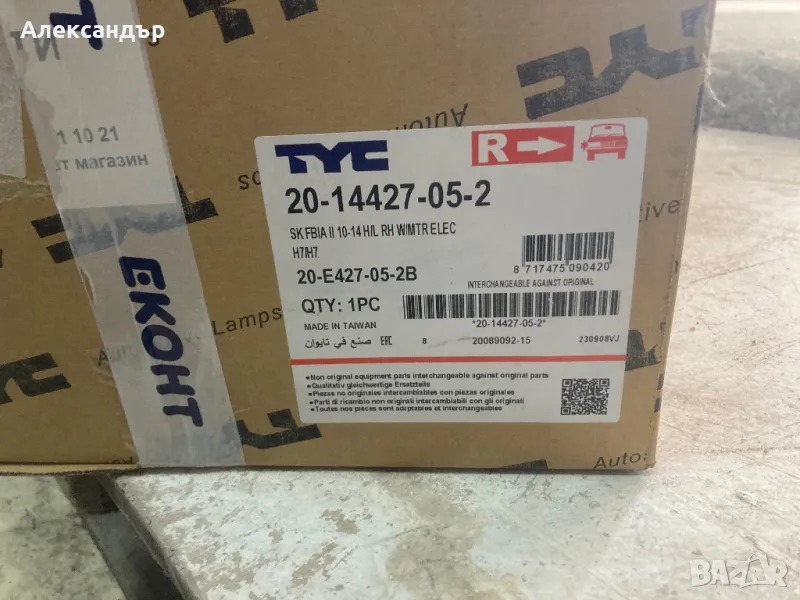 Александър
1 10 21
ет магазин
ЕКОНТ
Lamps
Auto:
TYC
R
20-14427-05-2
SK FBIA II 10-14 H/L RH W/MTR ELEC
H7/H7
20-E427-05-2B
8 717475 090420
INTERCHANGEABLE AGAINST ORIGINAL
QTY: 1PC
*20-14427-05-2*
MADE IN TAIWAN
صنع في تايوان EAC 8 20089092-15 230908VJ
•Non original equipment parts interchangeable against original parts
•Qualitativ gleichwertige Ersatzteile
•Piezas no originales intercambiables con piezas originales
•Parti di ricambio non originali intercambiabili con gli originali
•Toutes nos pièces sont adaptables et interchangeables
BAZAR